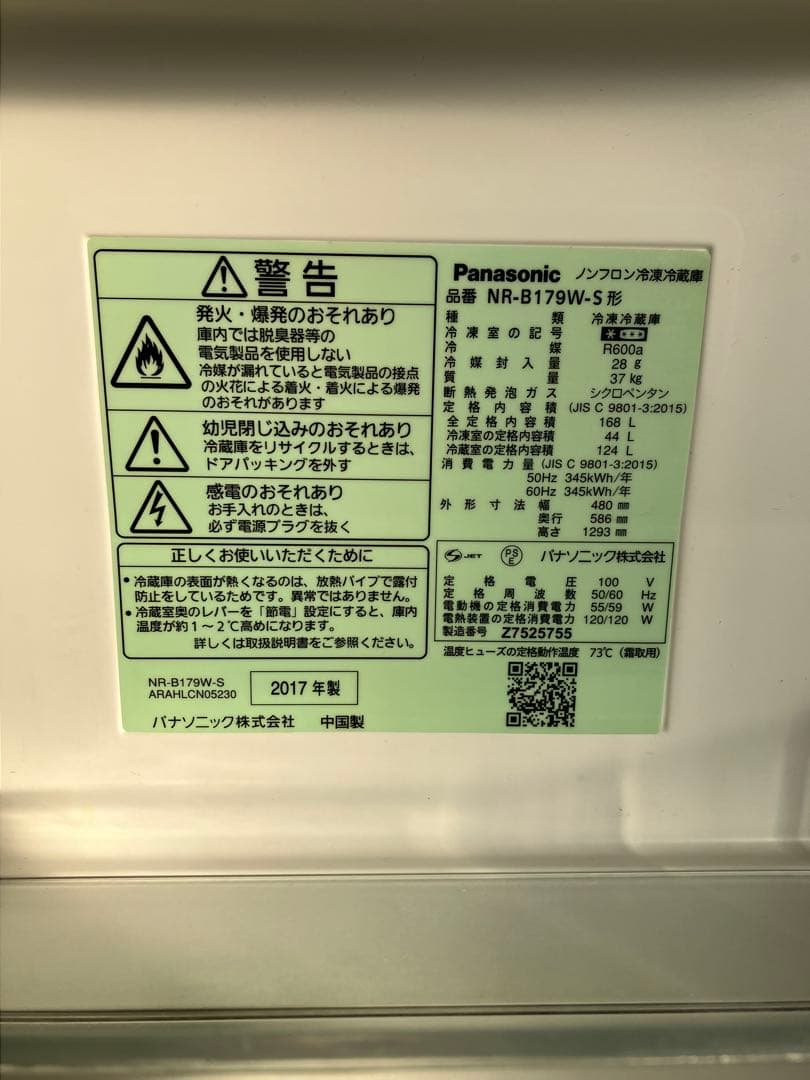 警告
発火・爆発のおそれあり
庫内では脱臭器等の
電気製品を使用しない
冷媒が漏れていると電気製品の接点
の火花による着火・着火による爆発
のおそれがあります
幼児閉じ込みのおそれあり
冷蔵庫をリサイクルするときは、
ドアパッキングを外す
感電のおそれあり
お手入れのときは、
必ず電源プラグを抜く
正しくお使いいただくために
・冷蔵庫の表面が熱くなるのは、放熱パイプで露付
防止をしているためです。異常ではありません。
・冷蔵室奥のレバーを「節電」設定にすると、庫内
温度が約1～2℃高めになります。
詳しくは取扱説明書をご参照ください。
NR-B179W-S
ARAHLCN05230
2017年製
パナソニック株式会社 中国製
Panasonic ノンフロン冷凍冷蔵庫
品番 NR-B179W-S形
種類 冷凍冷蔵庫
冷凍室の記号
冷媒 R600a
冷媒封入量 28 g
質量 37 kg
断熱発泡ガス シクロペンタン
定格内容積 (JIS C 9801-3:2015)
全定格内容積 168 L
冷凍室の定格内容積 44 L
冷蔵室の定格内容積 124 L
消費電力量 (JIS C 9801-3:2015)
50Hz 345kWh/年
60Hz 345kWh/年
外形寸法 幅 480 mm
奥行 586 mm
高さ 1293 mm
JET PSE パナソニック株式会社
定格電圧 100 V
定格周波数 50/60 Hz
電動機の定格消費電力 55/59 W
電熱装置の定格消費電力 120/120 W
製造番号 Z7525755
温度ヒューズの定格動作温度 73℃（霜取用）